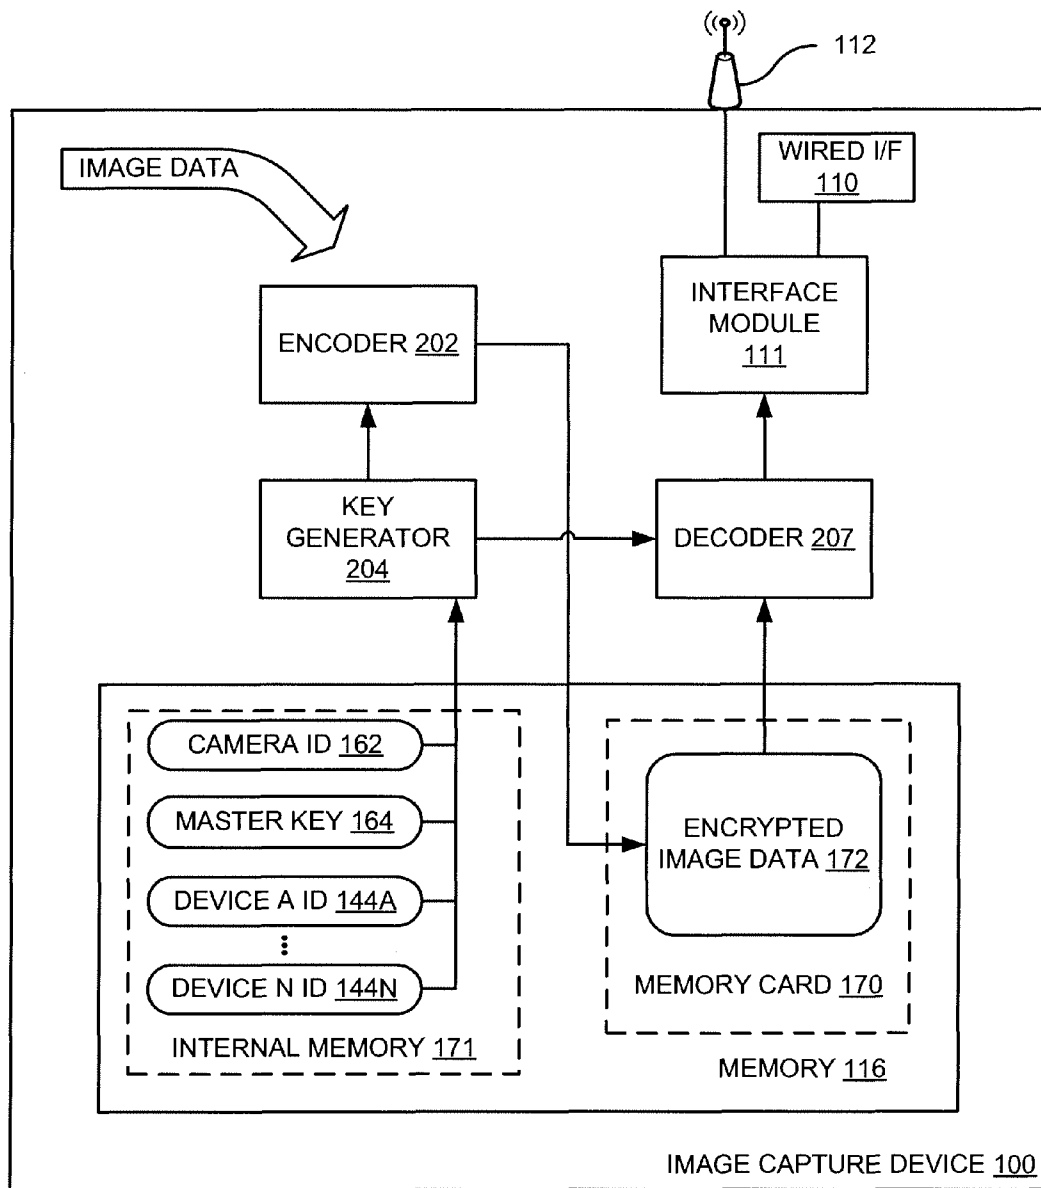 112
IMAGE DATA
WIRED I/F
110
INTERFACE
MODULE
111
ENCODER 202
KEY
GENERATOR
204
DECODER 207
CAMERA ID 162
MASTER KEY 164
DEVICE A ID 144A
DEVICE N ID 144N
INTERNAL MEMORY 171
ENCRYPTED
IMAGE DATA 172
MEMORY CARD 170
MEMORY 116
IMAGE CAPTURE DEVICE 100